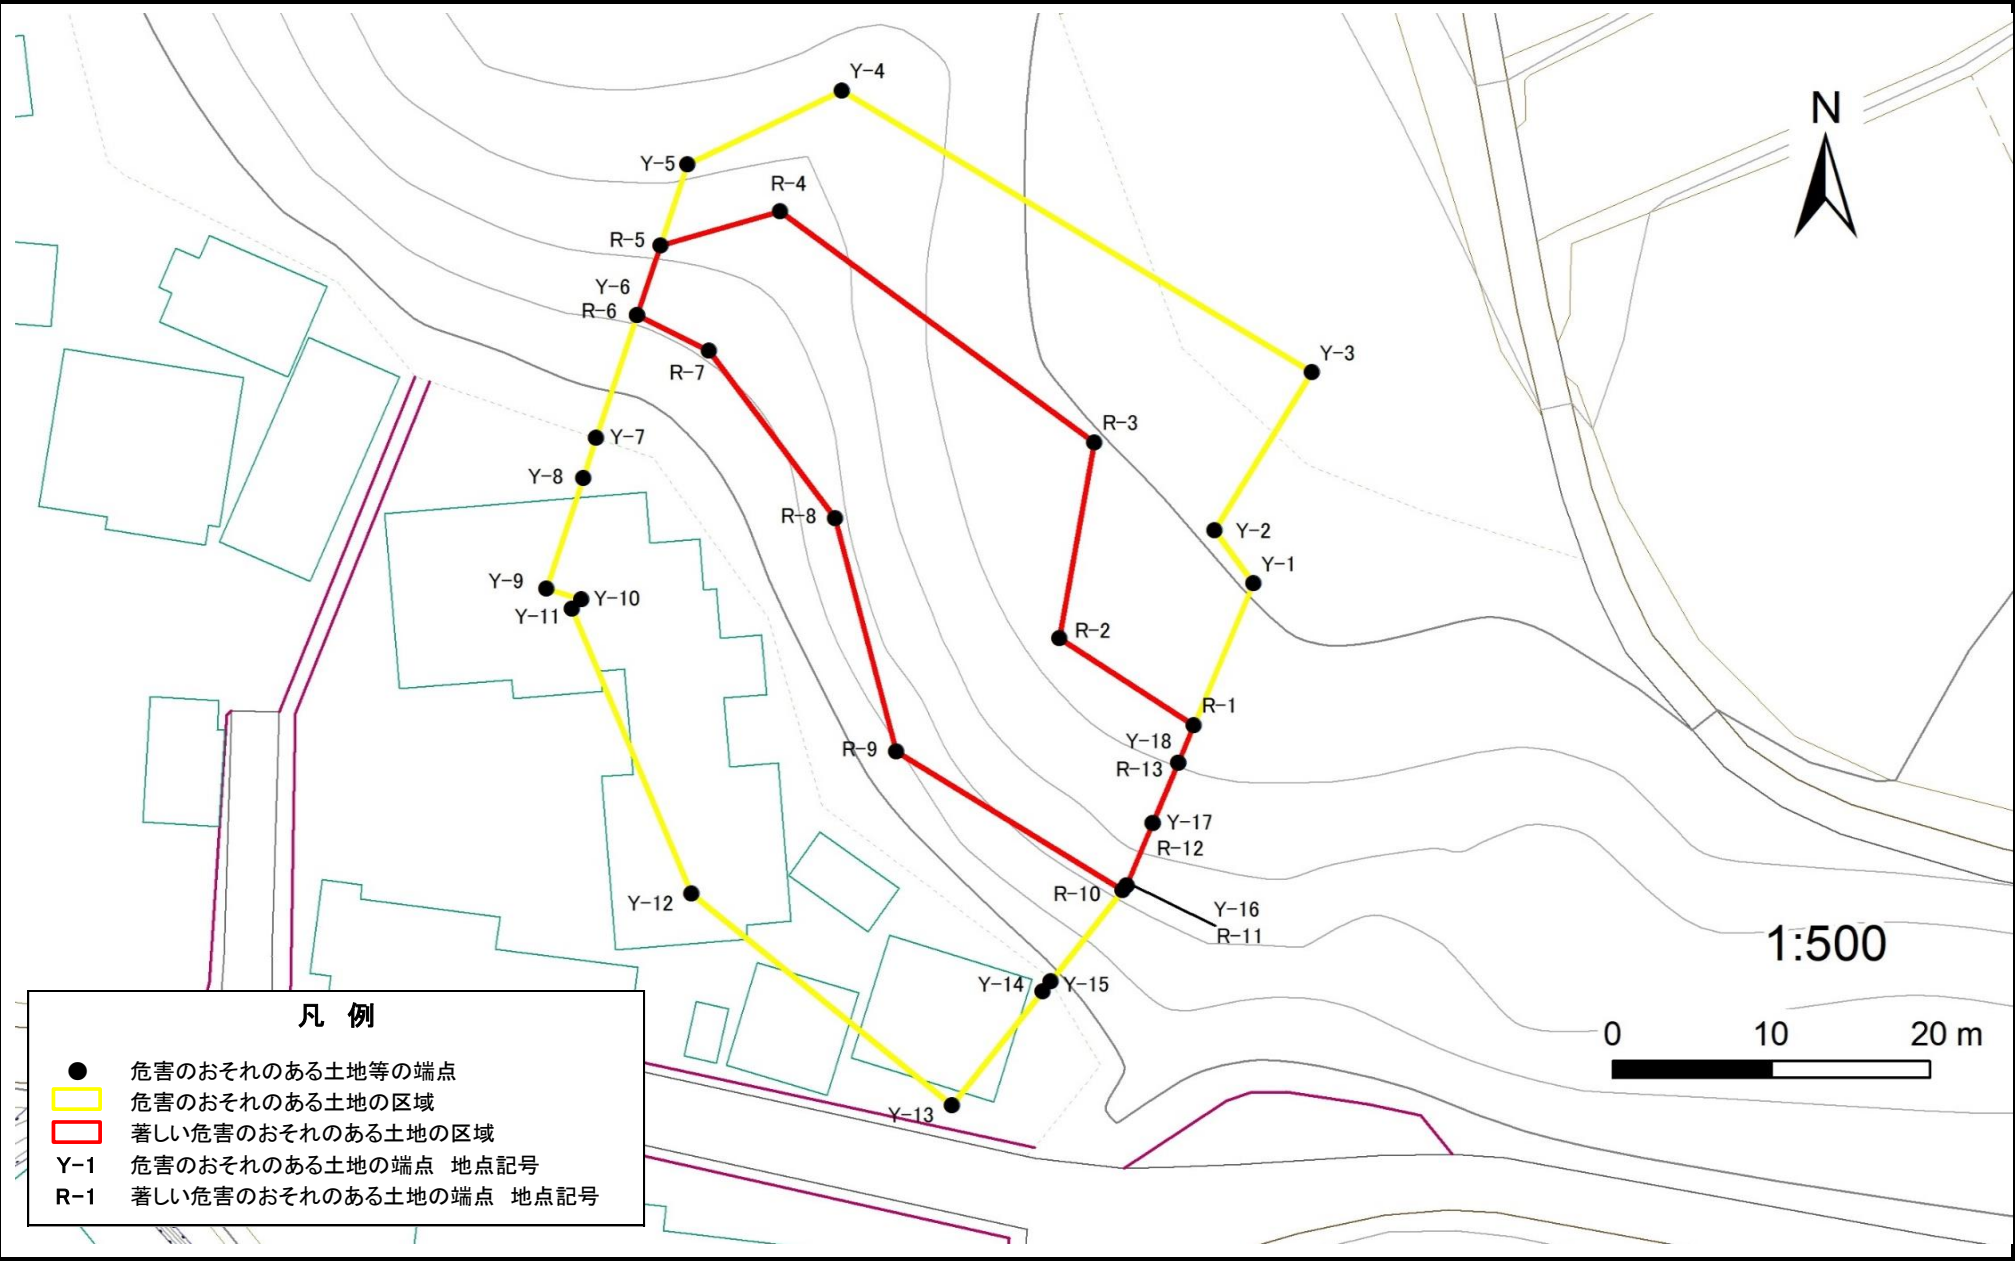 Y-4
N
Y-5
R-4
R-5
Y-6
R-6
Y-3
R-7
R-3
Y-7
Y-8
R-8
Y-2
Y-1
Y-9
Y-10
Y-11
R-2
R-1
Y-18
R-9
R-13
Y-17
R-12
R-10
Y-12
Y-16
R-11
1:500
Y-14
Y-15
0 10 20 m
Y-13
凡 例
危害のおそれのある土地等の端点
危害のおそれのある土地の区域
著しい危害のおそれのある土地の区域
Y-1 危害のおそれのある土地の端点 地点記号
R-1 著しい危害のおそれのある土地の端点 地点記号